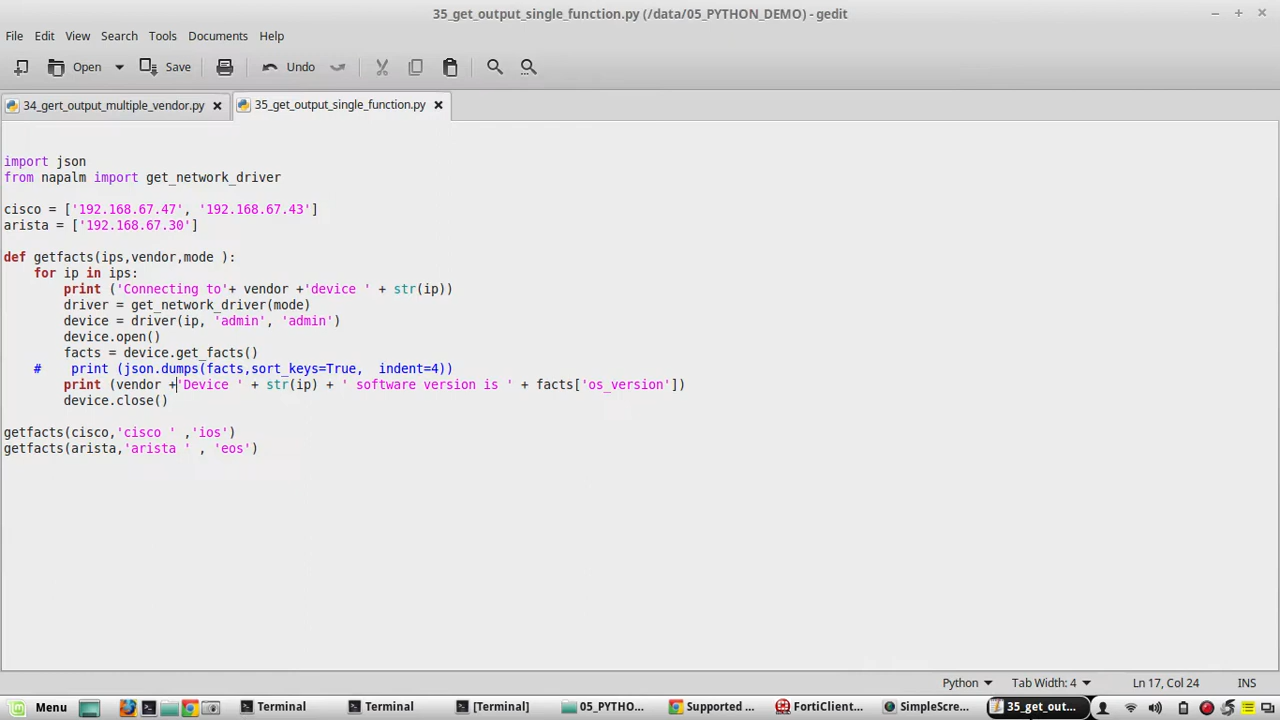 35_get_output_single_function.py (/data/05_PYTHON_DEMO) - gedit
File Edit View Search Tools Documents Help
Open Save Undo
34_gert_output_multiple_vendor.py 35_get_output_single_function.py
import json
from napalm import get_network_driver
cisco = ['192.168.67.47', '192.168.67.43']
arista = ['192.168.67.30']
def getfacts(ips,vendor,mode ):
    for ip in ips:
        print ('Connecting to'+ vendor +'device ' + str(ip))
        driver = get_network_driver(mode)
        device = driver(ip, 'admin', 'admin')
        device.open()
        facts = device.get_facts()
    #    print (json.dumps(facts,sort_keys=True,  indent=4))
        print (vendor +'Device ' + str(ip) + ' software version is ' + facts['os_version'])
        device.close()
getfacts(cisco,'cisco ' ,'ios')
getfacts(arista,'arista ' , 'eos')
Python Tab Width: 4 Ln 17, Col 24 INS
Menu Terminal Terminal [Terminal] 05_PYTHO... Supported ... FortiClient... SimpleScre... 35_get_out...